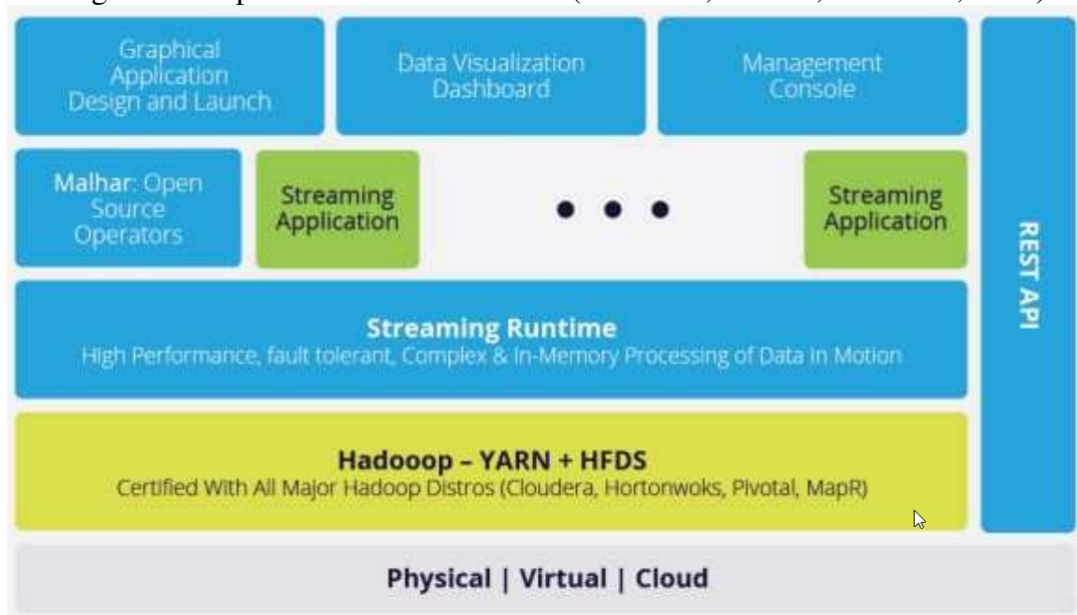 Graphical
Application
Design and Launch
Data Visualization
Dashboard
Management
Console
Malhar: Open
Source
Operators
Streaming
Application
Streaming
Application
REST API
Streaming Runtime
High Performance, fault tolerant, Complex & In-Memory Processing of Data In Motion
Hadooop – YARN + HFDS
Certified With All Major Hadoop Distros (Cloudera, Hortonwoks, Pivotal, MapR)
Physical | Virtual | Cloud